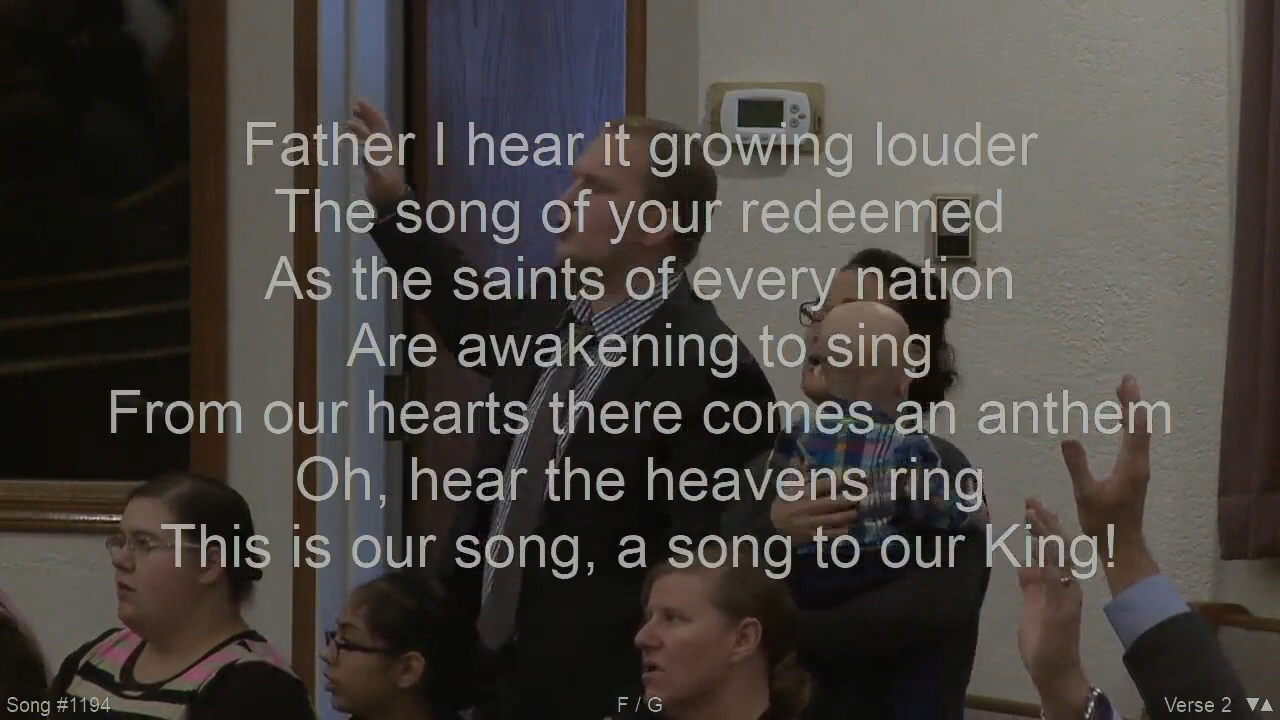 Father I hear it growing louder
The song of your redeemed
As the saints of every nation
Are awakening to sing
From our hearts there comes an anthem
Oh, hear the heavens ring
This is our song, a song to our King!
Song #1194 F / G Verse 2 ▼▲